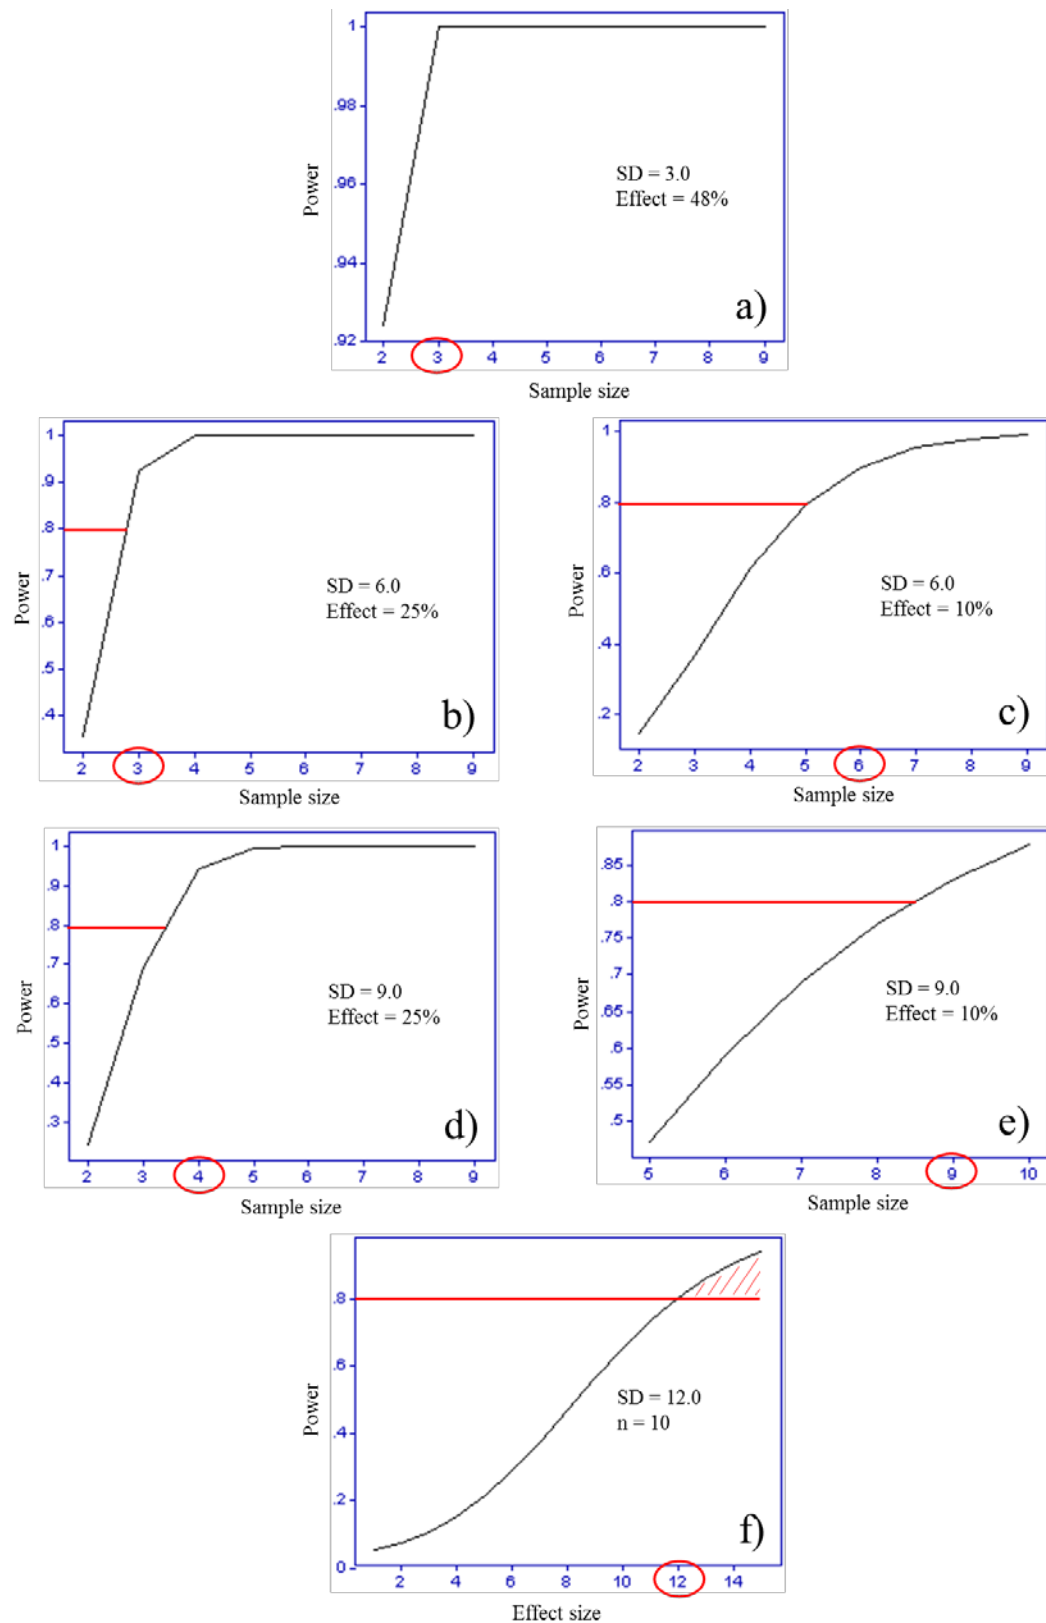 1
.98
.96
.94
.92
Power
SD = 3.0
Effect = 48%
a)
2 3 4 5 6 7 8 9
Sample size
1
.9
.8
.7
.6
.5
.4
Power
SD = 6.0
Effect = 25%
b)
2 3 4 5 6 7 8 9
Sample size
1
.8
.6
.4
.2
Power
SD = 6.0
Effect = 10%
c)
2 3 4 5 6 7 8 9
Sample size
1
.9
.8
.7
.6
.5
.4
.3
Power
SD = 9.0
Effect = 25%
d)
2 3 4 5 6 7 8 9
Sample size
.85
.8
.75
.7
.65
.6
.55
.5
Power
SD = 9.0
Effect = 10%
e)
5 6 7 8 9 10
Sample size
.8
.6
.4
.2
0
Power
SD = 12.0
n = 10
f)
2 4 6 8 10 12 14
Effect size